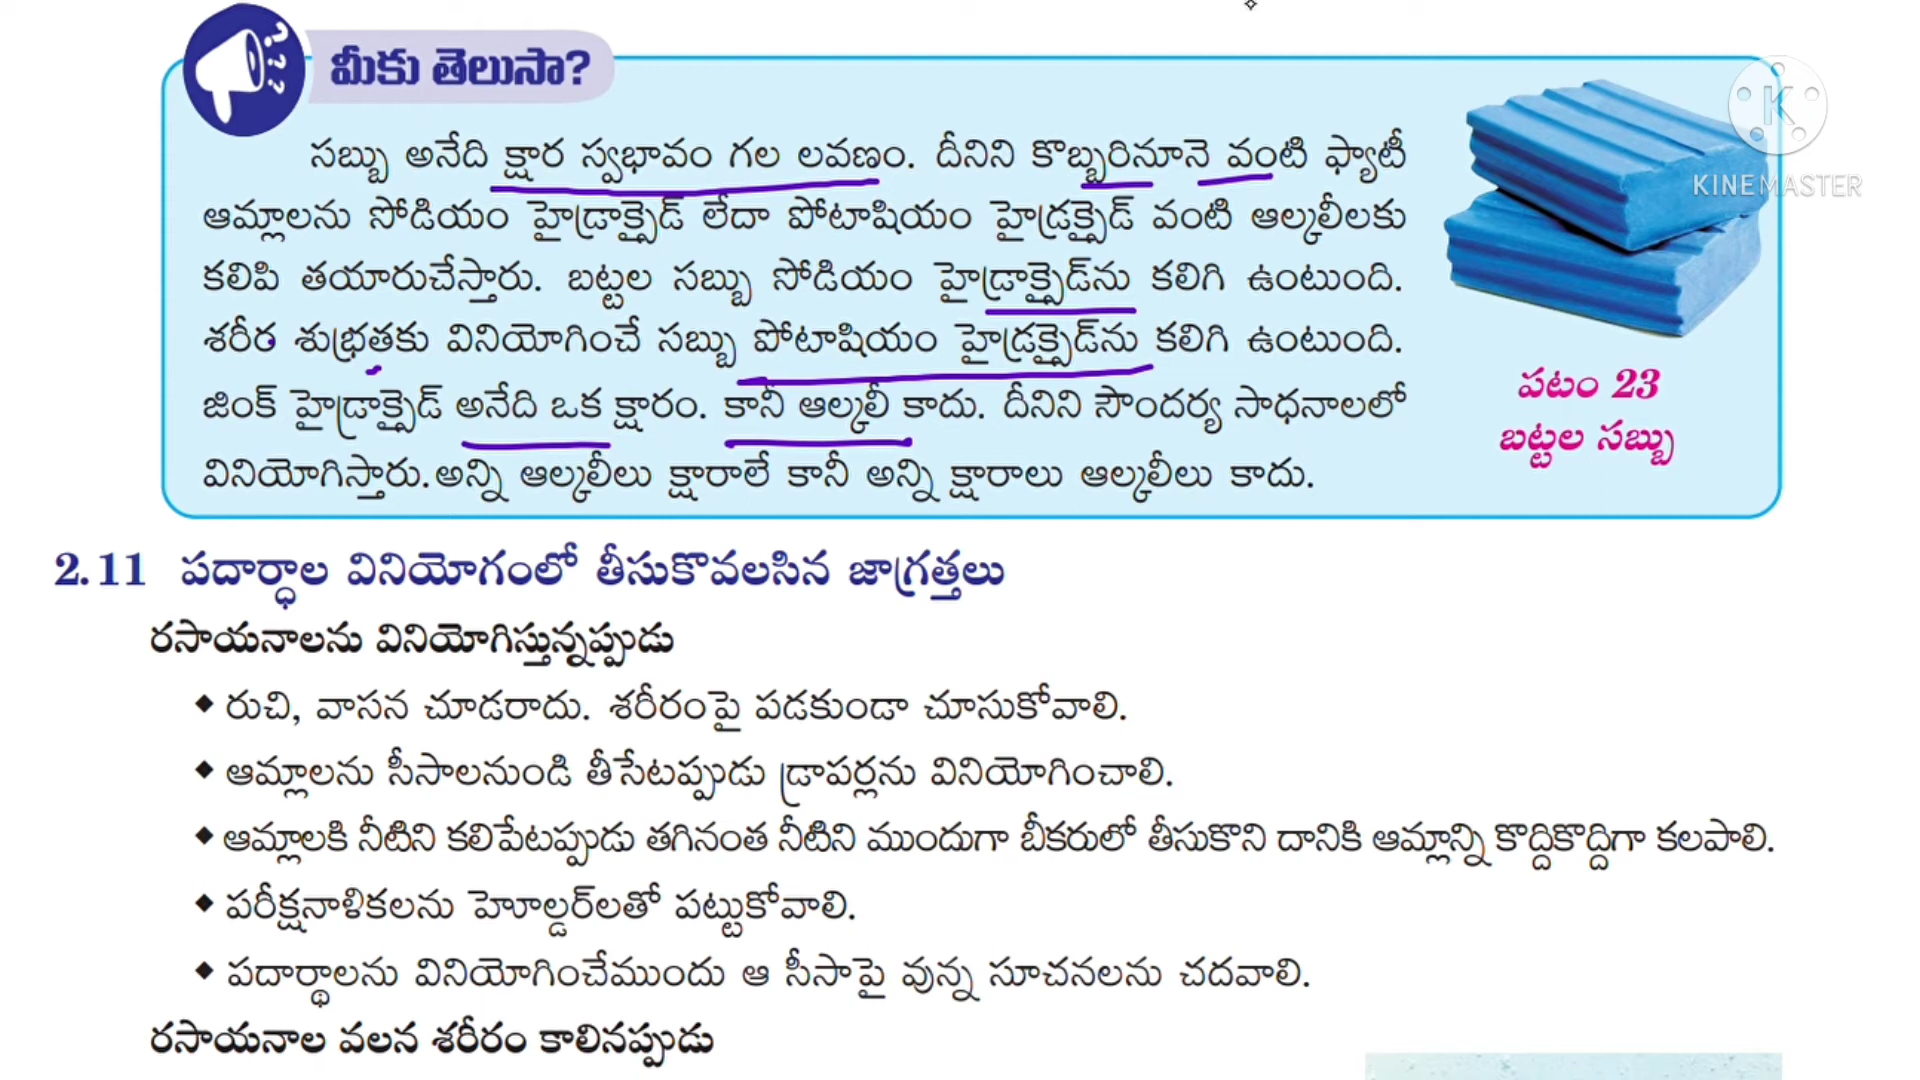 మీకు తెలుసా?
సబ్బు అనేది క్షార స్వభావం గల లవణం. దీనిని కొబ్బరినూనె వంటి ఫ్యాటీ
ఆమ్లాలను సోడియం హైడ్రాక్సైడ్ లేదా పోటాషియం హైడ్రక్సైడ్ వంటి ఆల్కలీలకు
కలిపి తయారుచేస్తారు. బట్టల సబ్బు సోడియం హైడ్రాక్సైడ్‌ను కలిగి ఉంటుంది.
శరీర శుభ్రతకు వినియోగించే సబ్బు పోటాషియం హైడ్రక్సైడ్‌ను కలిగి ఉంటుంది.
జింక్ హైడ్రాక్సైడ్ అనేది ఒక క్షారం. కానీ ఆల్కలీ కాదు. దీనిని సౌందర్య సాధనాలలో
వినియోగిస్తారు.అన్ని ఆల్కలీలు క్షారాలే కానీ అన్ని క్షారాలు ఆల్కలీలు కాదు.
K
KINEMASTER
పటం 23
బట్టల సబ్బు
2.11 పదార్ధాల వినియోగంలో తీసుకొవలసిన జాగ్రత్తలు
రసాయనాలను వినియోగిస్తున్నప్పుడు
◆ రుచి, వాసన చూడరాదు. శరీరంపై పడకుండా చూసుకోవాలి.
◆ ఆమ్లాలను సీసాలనుండి తీసేటప్పుడు డ్రాపర్లను వినియోగించాలి.
◆ ఆమ్లాలకి నీటిని కలిపేటప్పుడు తగినంత నీటిని ముందుగా బీకరులో తీసుకొని దానికి ఆమ్లాన్ని కొద్దికొద్దిగా కలపాలి.
◆ పరీక్షనాళికలను హెూల్డర్‌లతో పట్టుకోవాలి.
◆ పదార్థాలను వినియోగించేముందు ఆ సీసాపై వున్న సూచనలను చదవాలి.
రసాయనాల వలన శరీరం కాలినప్పుడు